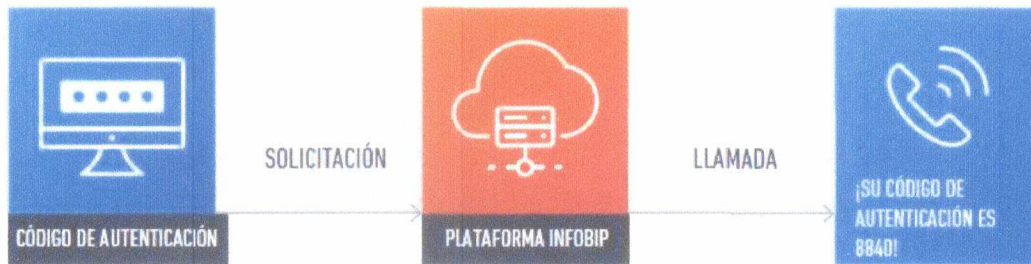 SOLICITACIÓN
LLAMADA
CÓDIGO DE AUTENTICACIÓN
PLATAFORMA INFOBIP
¡SU CÓDIGO DE
AUTENTICACIÓN ES
8840!